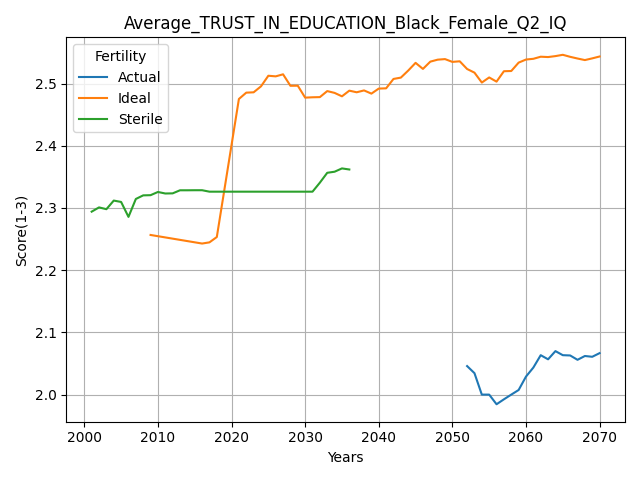 Average_TRUST_IN_EDUCATION_Black_Female_Q2_IQ
Fertility
Actual
Ideal
Sterile
Score(1-3)
2.5
2.4
2.3
2.2
2.1
2.0
2000 2010 2020 2030 2040 2050 2060 2070
Years